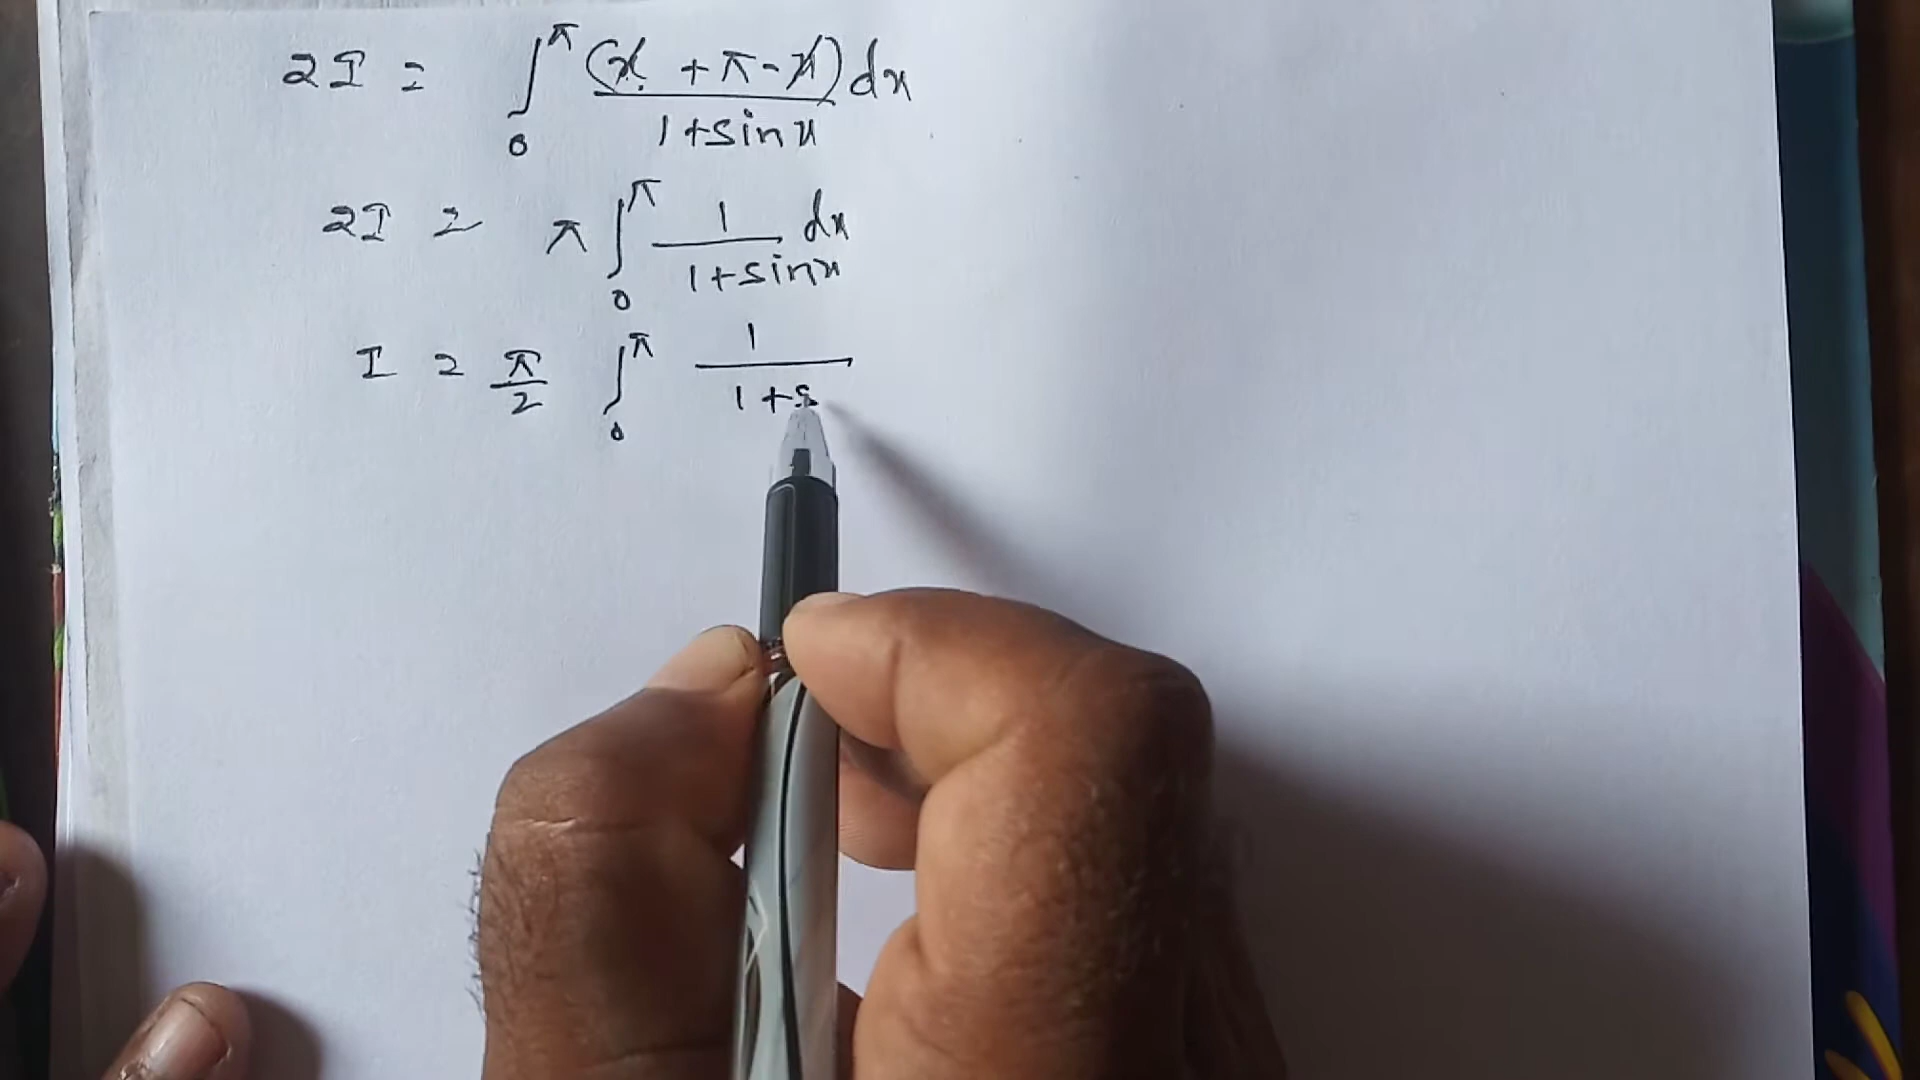 2I = ∫₀^π (x + π - x) dx / 1 + sin x
2I = π ∫₀^π 1 / 1 + sin x dx
I = π/2 ∫₀^π 1 / 1 + s